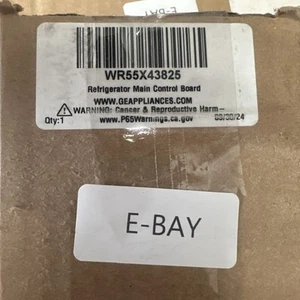 E-BAY
WR55X43825
Refrigerator Main Control Board
WWW.GEAPPLIANCES.COM
⚠ WARNING: Cancer & Reproductive Harm –
Qty:1 www.P65Warnings.ca.gov
E-BAY